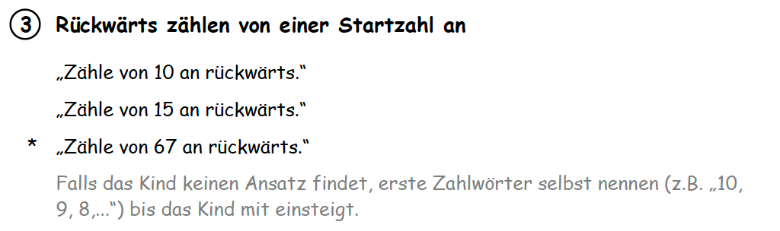 3 Rückwärts zählen von einer Startzahl an
„Zähle von 10 an rückwärts.“
„Zähle von 15 an rückwärts.“
* „Zähle von 67 an rückwärts.“
Falls das Kind keinen Ansatz findet, erste Zahlwörter selbst nennen (z.B. „10,
9, 8,...“) bis das Kind mit einsteigt.